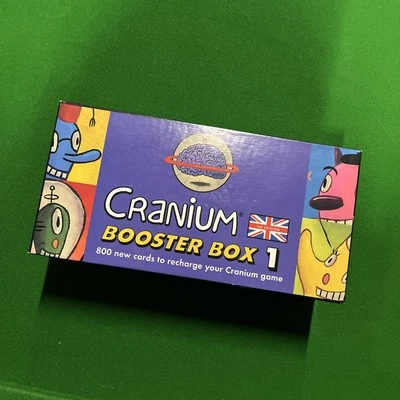 CRANIUM®
BOOSTER BOX 1
800 new cards to recharge your Cranium game